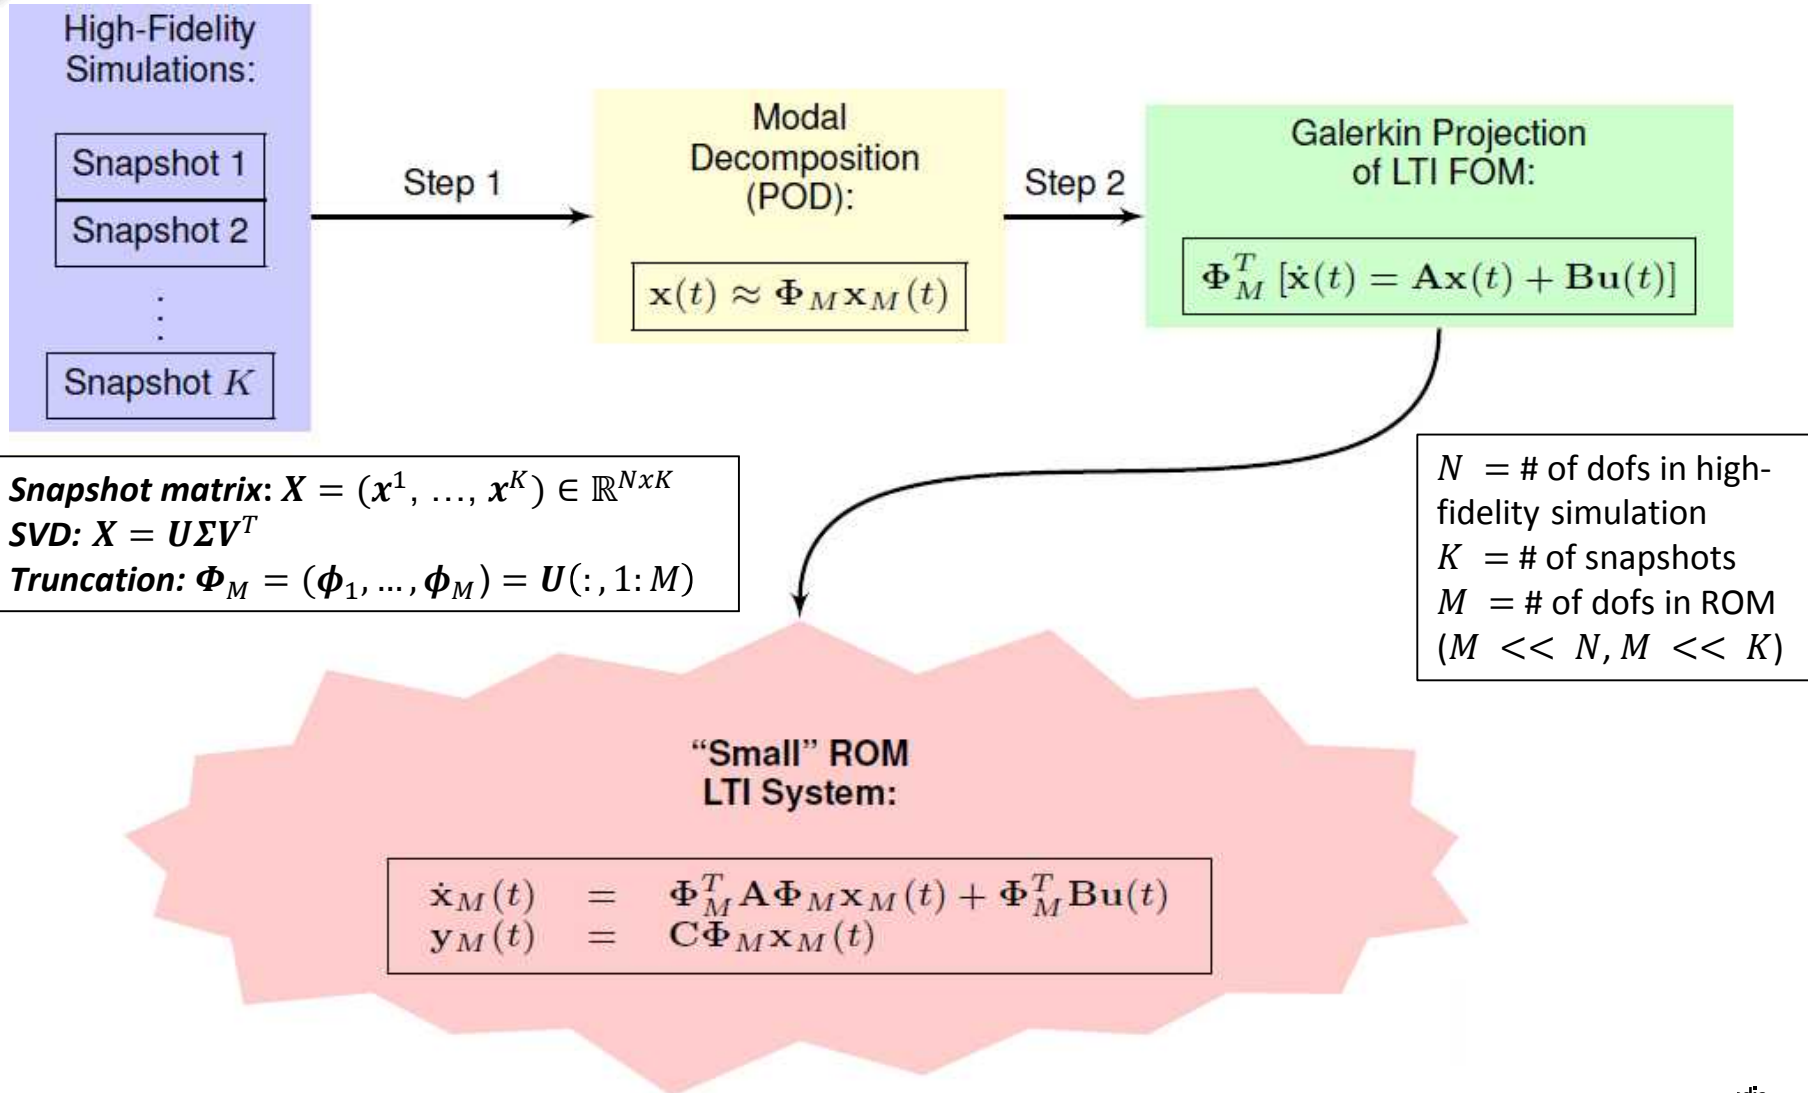 High-Fidelity
Simulations:
Snapshot 1
Snapshot 2
⋮
Snapshot K
Step 1
Modal
Decomposition
(POD):
x(t) ≈ Φ_M x_M(t)
Step 2
Galerkin Projection
of LTI FOM:
Φ_M^T [ẋ(t) = Ax(t) + Bu(t)]
Snapshot matrix: X = (x^1, …, x^K) ∈ ℝ^{NxK}
SVD: X = UΣV^T
Truncation: Φ_M = (ϕ_1, … , ϕ_M) = U(: , 1: M)
N = # of dofs in high-
fidelity simulation
K = # of snapshots
M = # of dofs in ROM
(M << N, M << K)
“Small” ROM
LTI System:
ẋ_M(t) = Φ_M^T AΦ_M x_M(t) + Φ_M^T Bu(t)
y_M(t) = CΦ_M x_M(t)